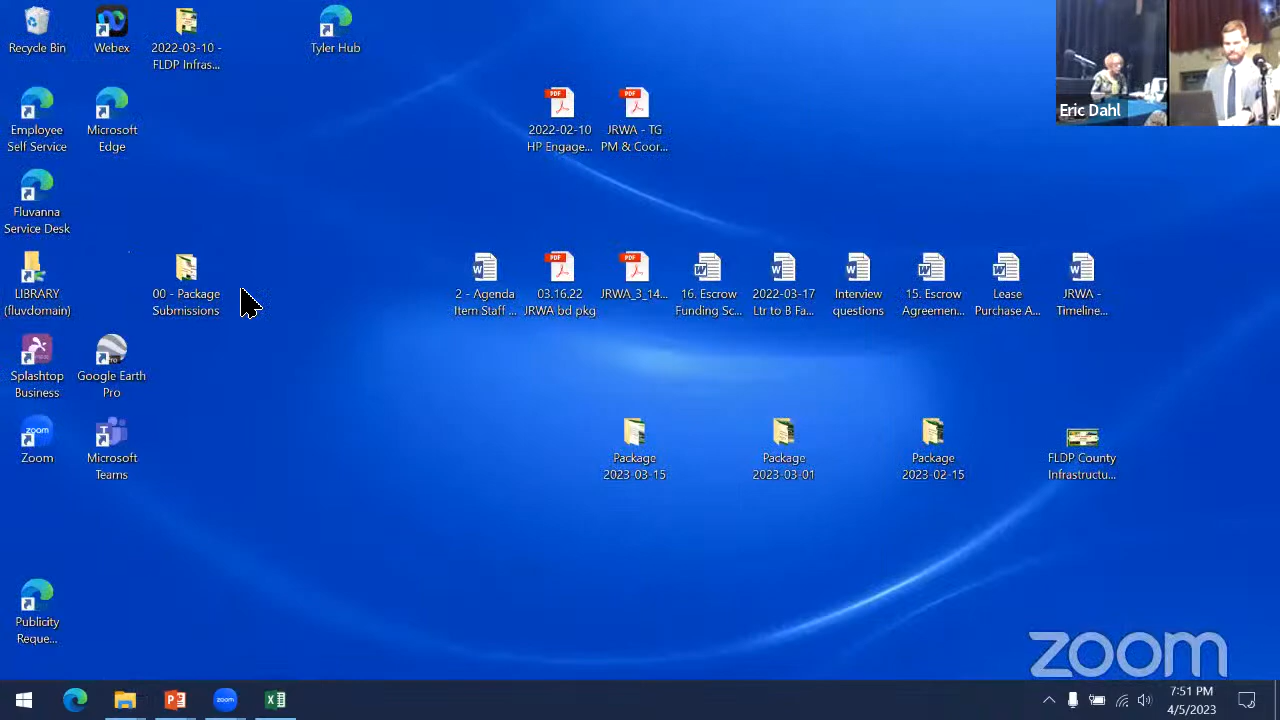 Recycle Bin
Webex
2022-03-10 -
FLDP Infras...
Tyler Hub
Eric Dahl
Employee
Self Service
Microsoft
Edge
2022-02-10
HP Engage...
JRWA - TG
PM & Coor...
Fluvanna
Service Desk
LIBRARY
(fluvdomain)
00 - Package
Submissions
2 - Agenda
Item Staff ...
03.16.22
JRWA bd pkg
JRWA_3_14...
16. Escrow
Funding Sc...
2022-03-17
Ltr to B Fa...
Interview
questions
15. Escrow
Agreemen...
Lease
Purchase A...
JRWA -
Timeline...
Splashtop
Business
Google Earth
Pro
zoom
Zoom
Microsoft
Teams
Package
2023-03-15
Package
2023-03-01
Package
2023-02-15
FLDP County
Infrastructu...
Publicity
Reque...
zoom
zoom
7:51 PM
4/5/2023